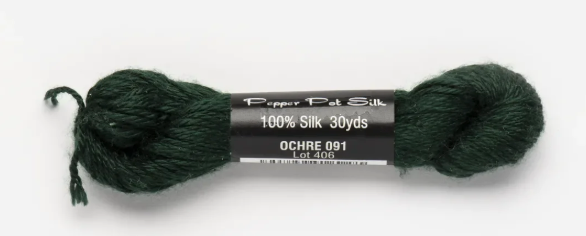 Pepper Pot Silk
100% Silk 30yds
OCHRE 091
Lot 406